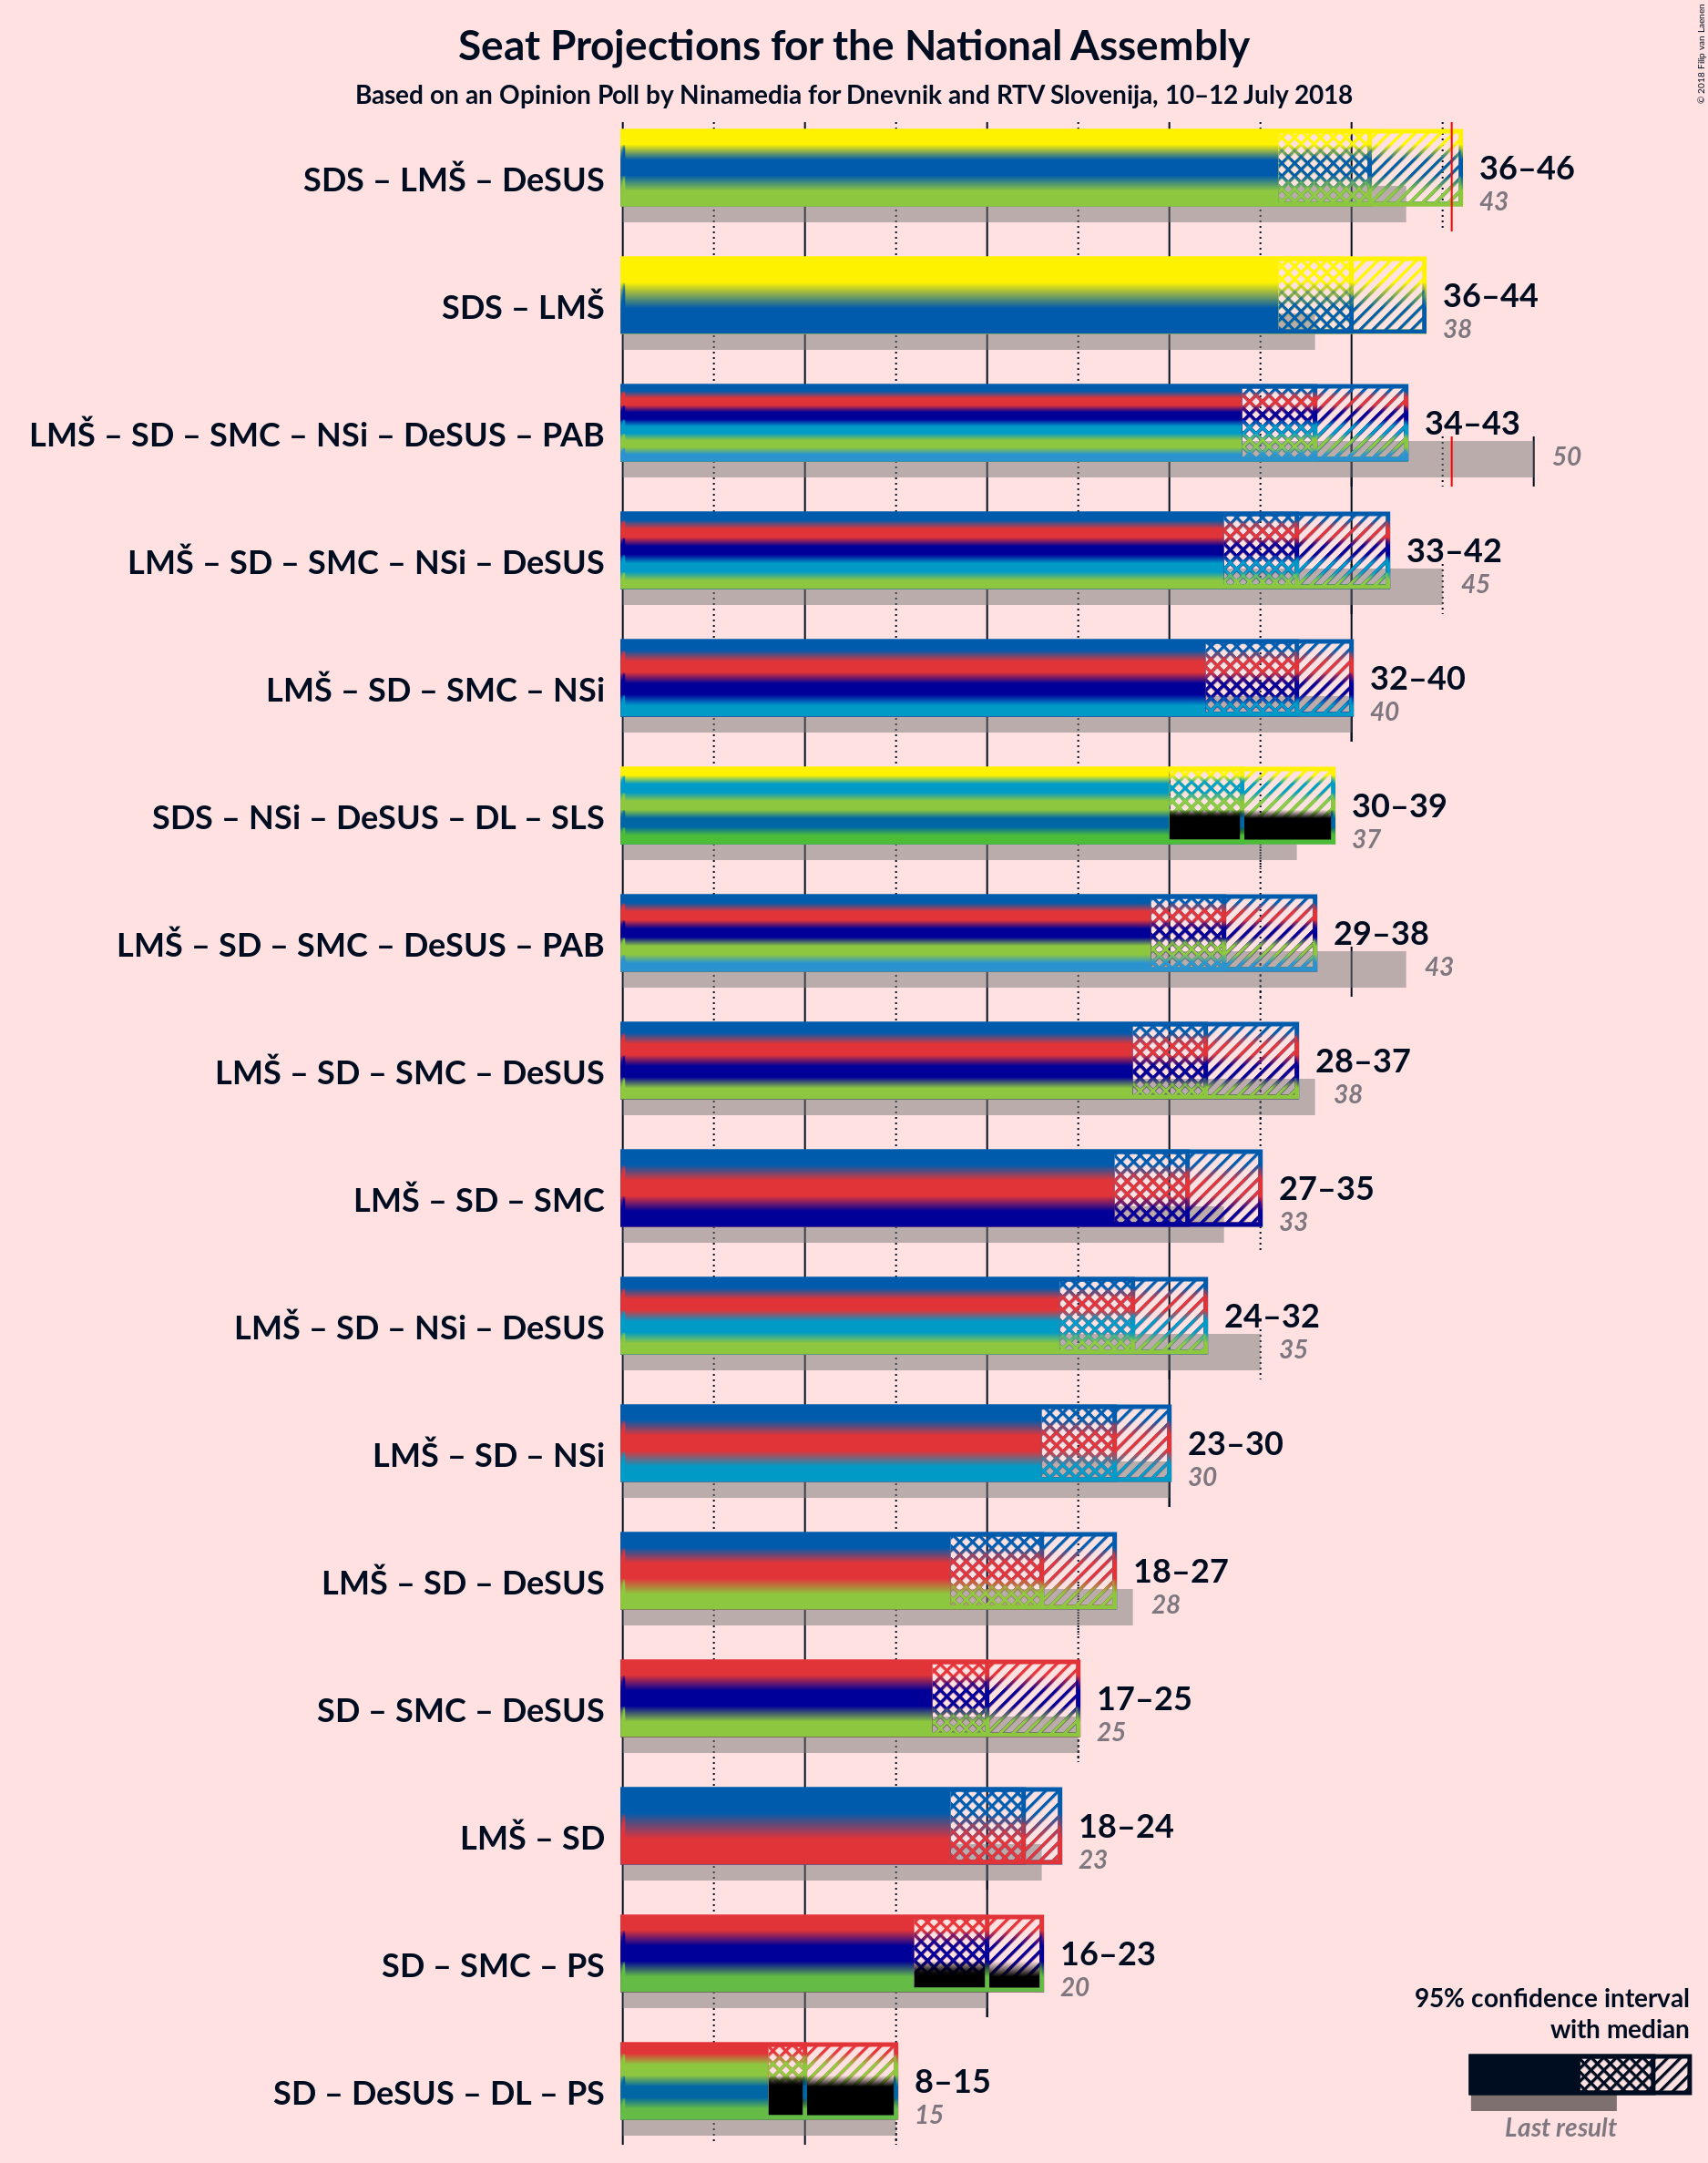 Seat Projections for the National Assembly
Based on an Opinion Poll by Ninamedia for Dnevnik and RTV Slovenija, 10–12 July 2018
© 2018 Filip van Laenen
SDS – LMŠ – DeSUS
36–46
43
SDS – LMŠ
36–44
38
LMŠ – SD – SMC – NSi – DeSUS – PAB
34–43
50
LMŠ – SD – SMC – NSi – DeSUS
33–42
45
LMŠ – SD – SMC – NSi
32–40
40
SDS – NSi – DeSUS – DL – SLS
30–39
37
LMŠ – SD – SMC – DeSUS – PAB
29–38
43
LMŠ – SD – SMC – DeSUS
28–37
38
LMŠ – SD – SMC
27–35
33
LMŠ – SD – NSi – DeSUS
24–32
35
LMŠ – SD – NSi
23–30
30
LMŠ – SD – DeSUS
18–27
28
SD – SMC – DeSUS
17–25
25
LMŠ – SD
18–24
23
SD – SMC – PS
16–23
20
SD – DeSUS – DL – PS
8–15
15
95% confidence interval
with median
Last result